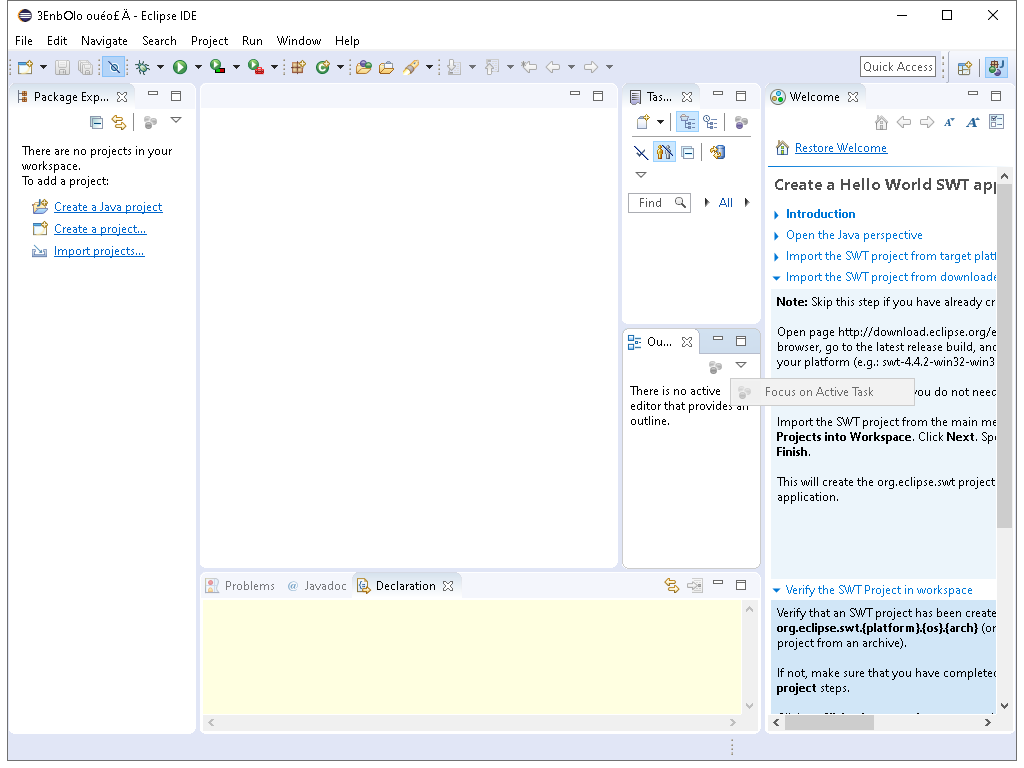 3EnbOlo ouéo£Ä - Eclipse IDE
File Edit Navigate Search Project Run Window Help
Quick Access
Package Exp...
There are no projects in your
workspace.
To add a project:
Create a Java project
Create a project...
Import projects...
Tas...
Find
All
Ou...
There is no active
editor that provides an
outline.
Focus on Active Task
Problems @ Javadoc Declaration
Welcome
Restore Welcome
Create a Hello World SWT app
Introduction
Open the Java perspective
Import the SWT project from target platf
Import the SWT project from downloade
Note: Skip this step if you have already cr
Open page http://download.eclipse.org/e
browser, go to the latest release build, and
your platform (e.g.: swt-4.4.2-win32-win3
you do not need
Import the SWT project from the main me
Projects into Workspace. Click Next. Spe
Finish.
This will create the org.eclipse.swt project
application.
Verify the SWT Project in workspace
Verify that an SWT project has been create
org.eclipse.swt.{platform}.{os}.{arch} (or
project from an archive).
If not, make sure that you have completed
project steps.